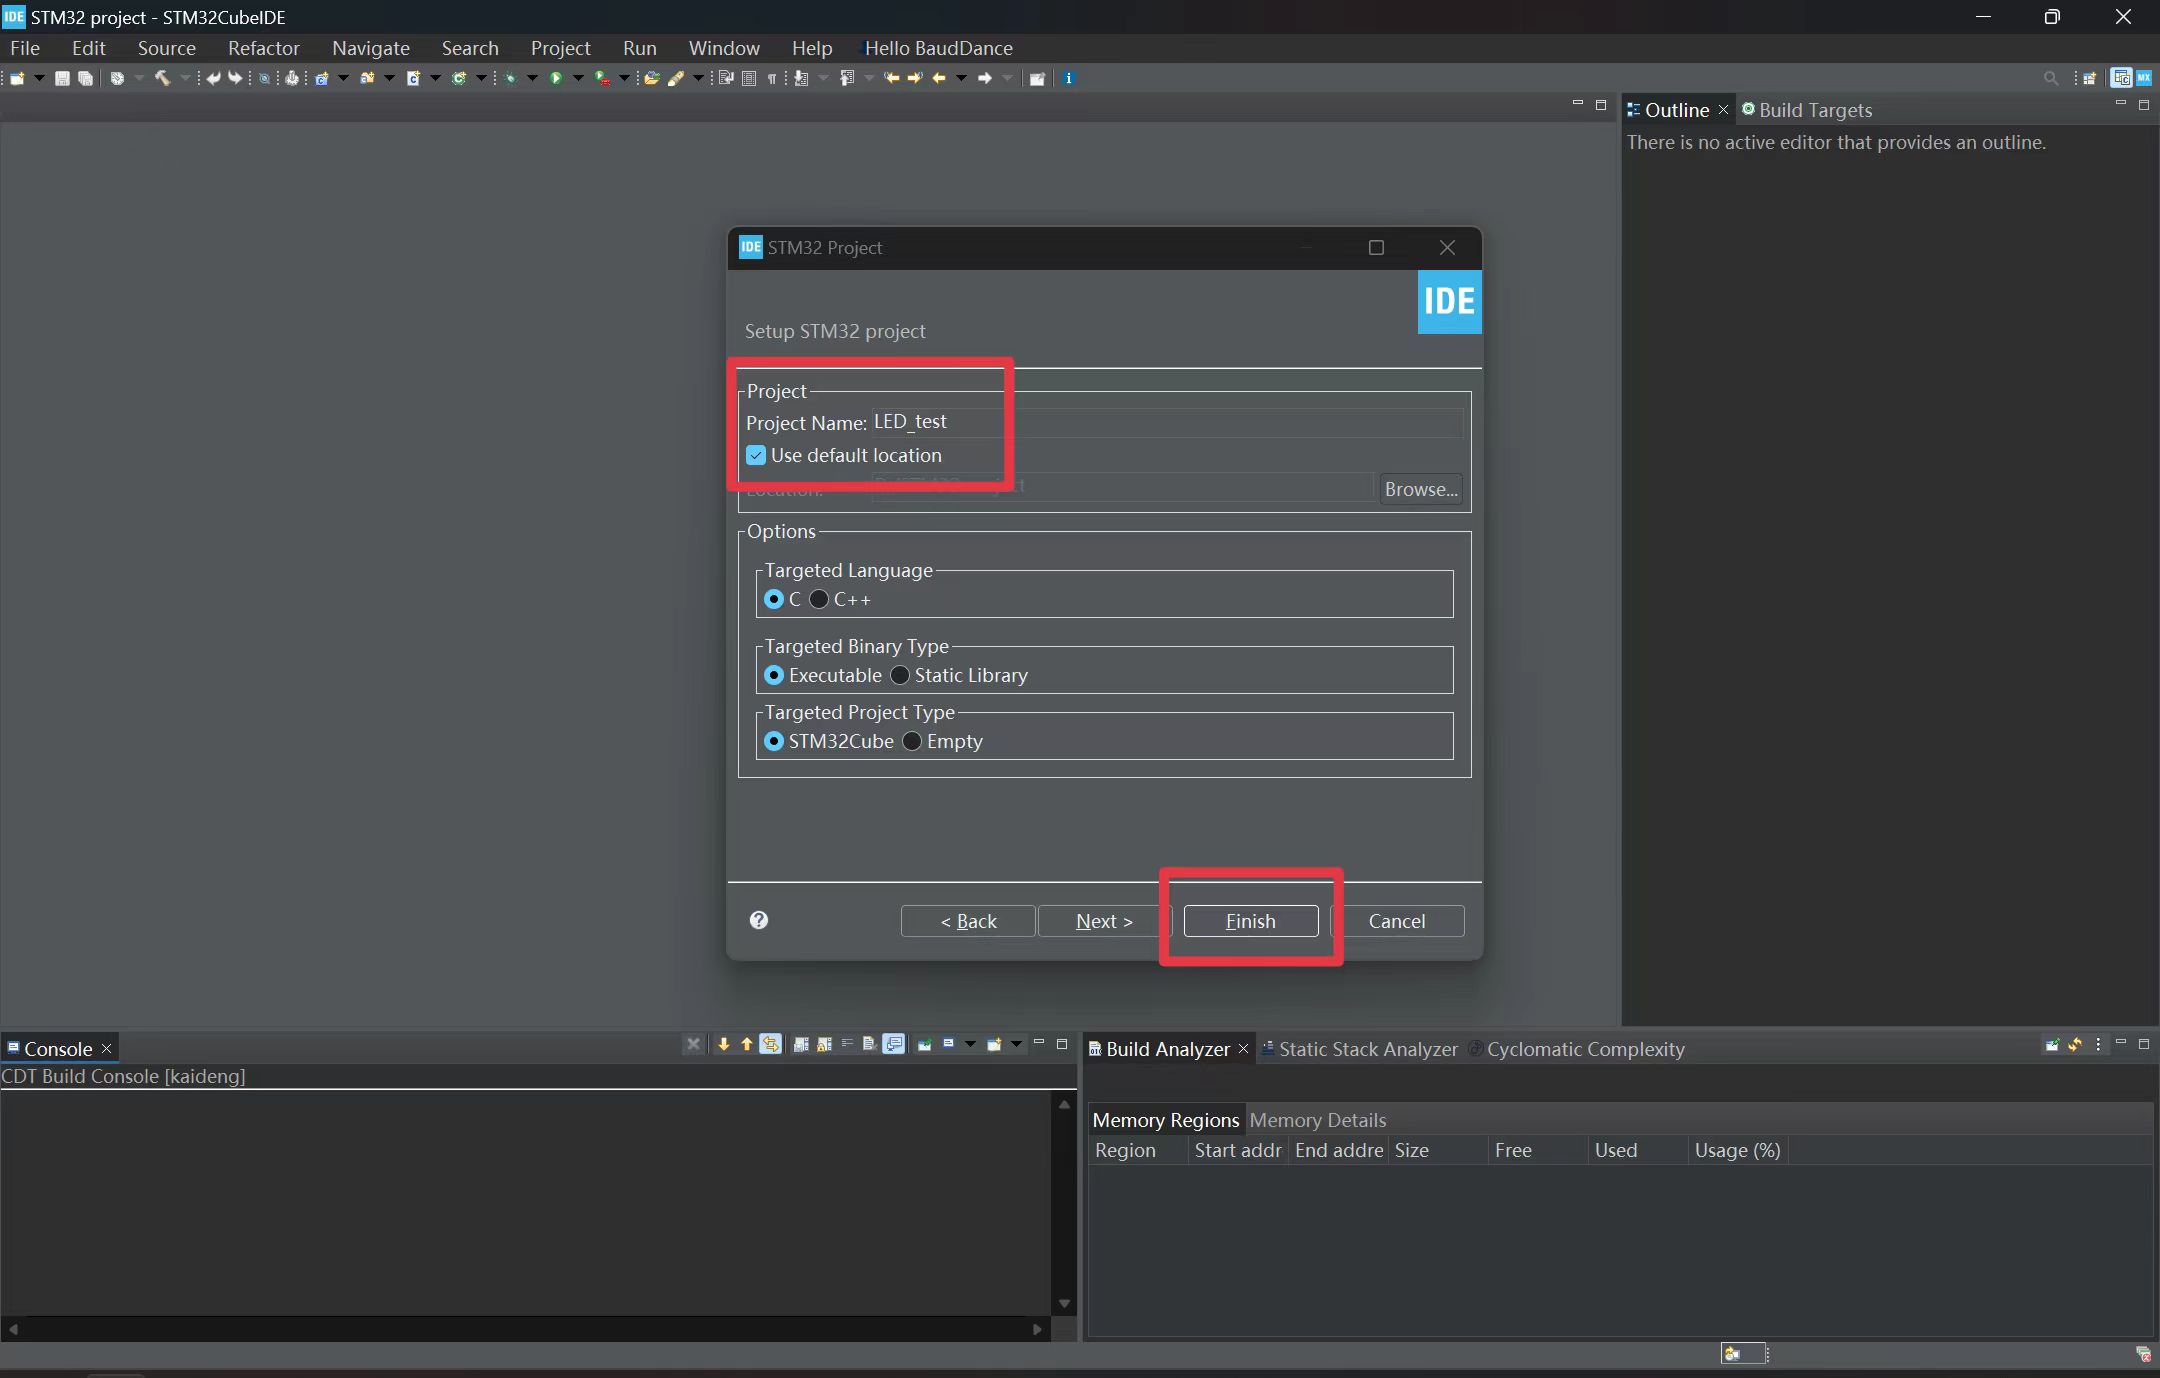 IDE STM32 project - STM32CubeIDE
File Edit Source Refactor Navigate Search Project Run Window Help Hello BaudDance
Outline Build Targets
There is no active editor that provides an outline.
IDE STM32 Project
IDE
Setup STM32 project
Project
Project Name: LED_test
Use default location
Browse...
Options
Targeted Language
C C++
Targeted Binary Type
Executable Static Library
Targeted Project Type
STM32Cube Empty
< Back Next > Finish Cancel
Console
CDT Build Console [kaideng]
Build Analyzer Static Stack Analyzer Cyclomatic Complexity
Memory Regions Memory Details
Region Start addr End addre Size Free Used Usage (%)